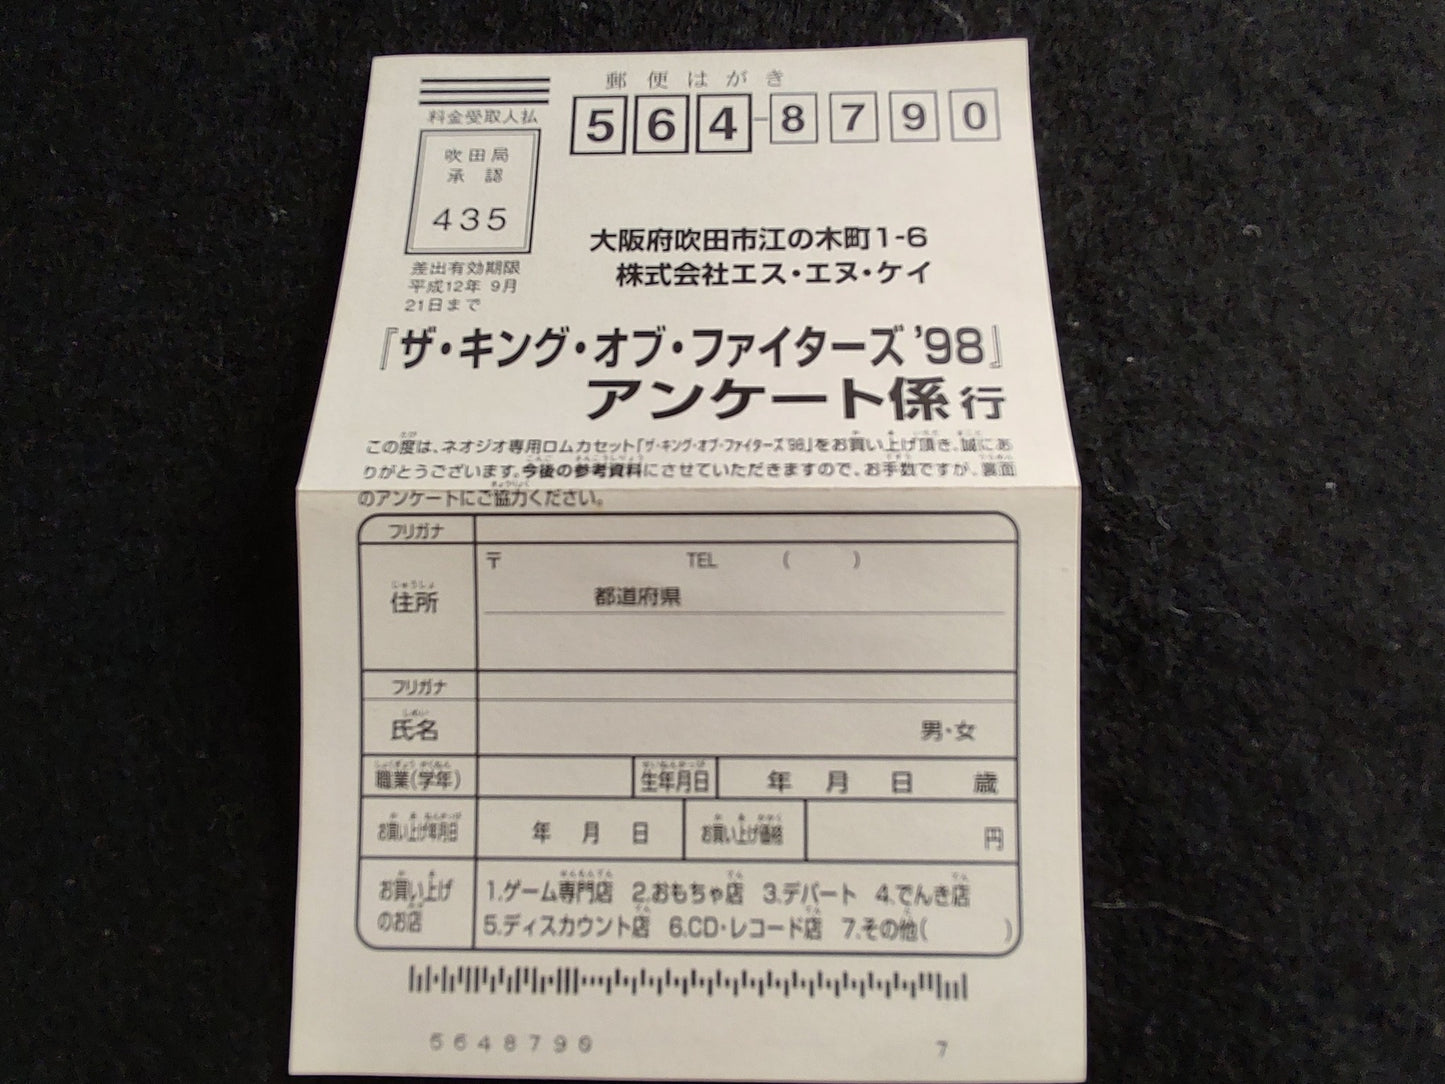 郵便はがき
料金受取人払
564-8790
吹田局
承認
435
差出有効期限
平成12年 9月
21日まで
大阪府吹田市江の木町1-6
株式会社エス・エヌ・ケイ
『ザ・キング・オブ・ファイターズ'98』
アンケート係 行
この度は、ネオジオ専用ロムカセット「ザ・キング・オブ・ファイターズ'98」をお買い上げ頂き、誠にあ
りがとうございます。今後の参考資料にさせていただきますので、お手数ですが、裏面
のアンケートにご協力ください。
フリガナ
住所 〒 TEL ( )
都道府県
フリガナ
氏名 男・女
職業(学年) 生年月日 年 月 日 歳
お買い上げ年月日 年 月 日 お買い上げ価格 円
お買い上げ
のお店
1.ゲーム専門店 2.おもちゃ店 3.デパート 4.でんき店
5.ディスカウント店 6.CD・レコード店 7.その他( )
5648790 7